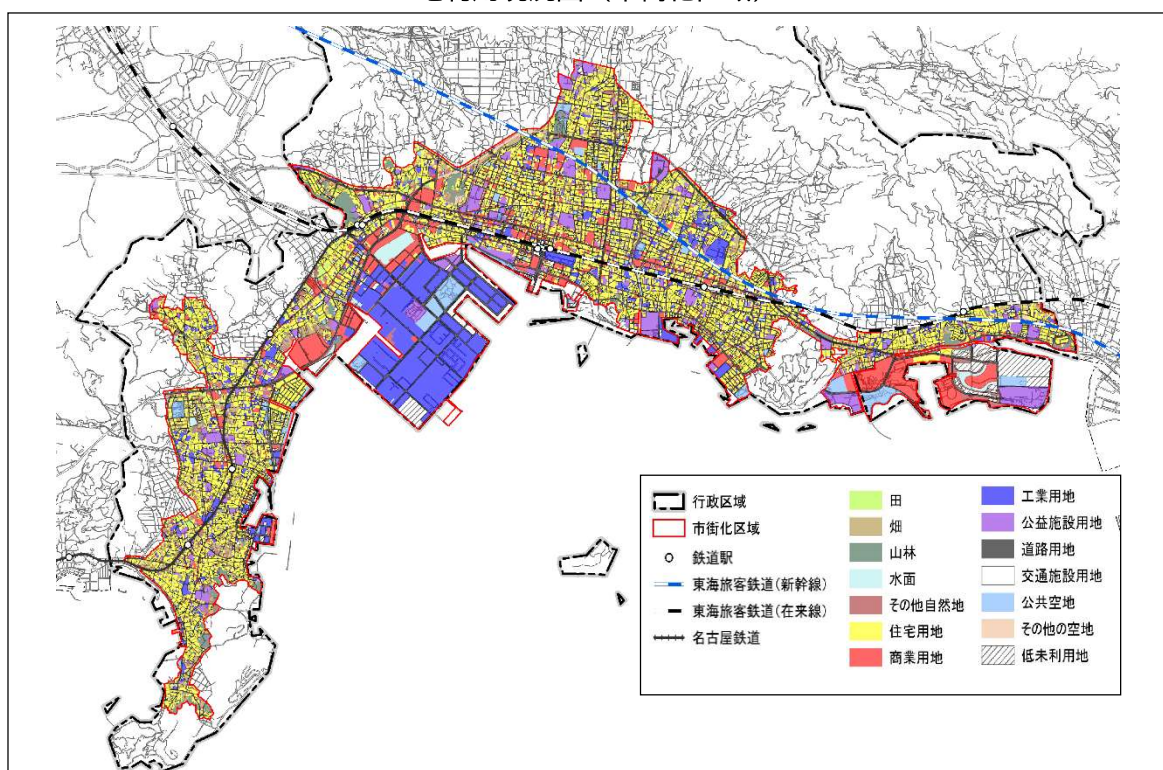 行政区域
市街化区域
鉄道駅
東海旅客鉄道(新幹線)
東海旅客鉄道(在来線)
名古屋鉄道
田
畑
山林
水面
その他自然地
住宅用地
商業用地
工業用地
公益施設用地
道路用地
交通施設用地
公共空地
その他の空地
低未利用地